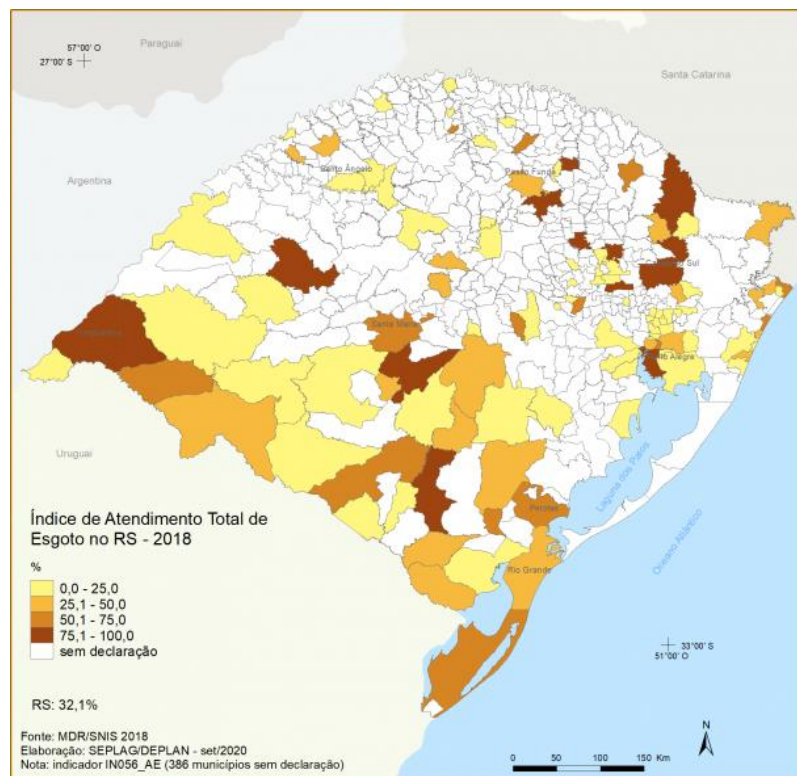 Paraguai
57°00' O
27°00' S
Santa Catarina
Argentina
Santo Ângelo
Passo Fundo
Santa Maria
Porto Alegre
Uruguai
Laguna dos Patos
Pelotas
Oceano Atlântico
Rio Grande
Índice de Atendimento Total de
Esgoto no RS - 2018
%
0,0 - 25,0
25,1 - 50,0
50,1 - 75,0
75,1 - 100,0
sem declaração
33°00' S
51°00' O
RS: 32,1%
N
Fonte: MDR/SNIS 2018
Elaboração: SEPLAG/DEPLAN - set/2020
Nota: indicador IN056_AE (386 municípios sem declaração)
0 50 100 150 Km